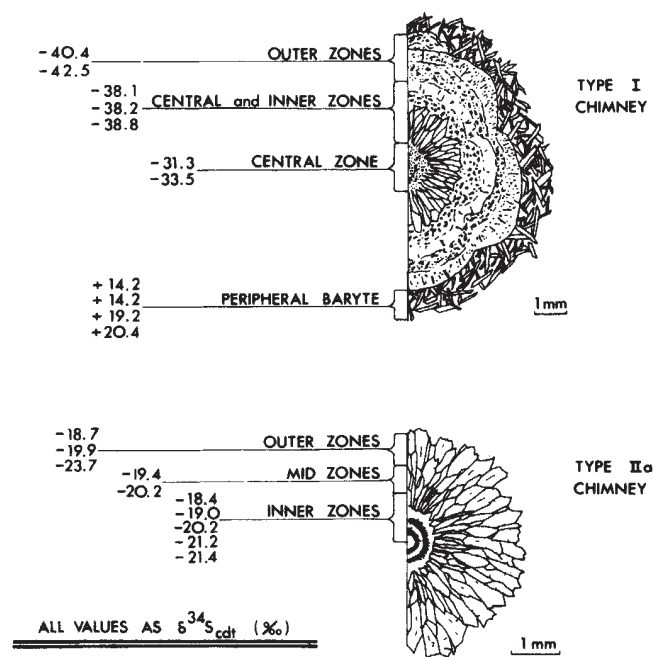 -40.4
-42.5
OUTER ZONES
-38.1
-38.2
-38.8
CENTRAL and INNER ZONES
-31.3
-33.5
CENTRAL ZONE
+14.2
+14.2
+19.2
+20.4
PERIPHERAL BARYTE
TYPE I
CHIMNEY
1mm
-18.7
-19.9
-23.7
OUTER ZONES
-19.4
-20.2
MID ZONES
-18.4
-19.0
-20.2
-21.2
-21.4
INNER ZONES
TYPE IIa
CHIMNEY
1mm
ALL VALUES AS δ³⁴Scdt (‰)